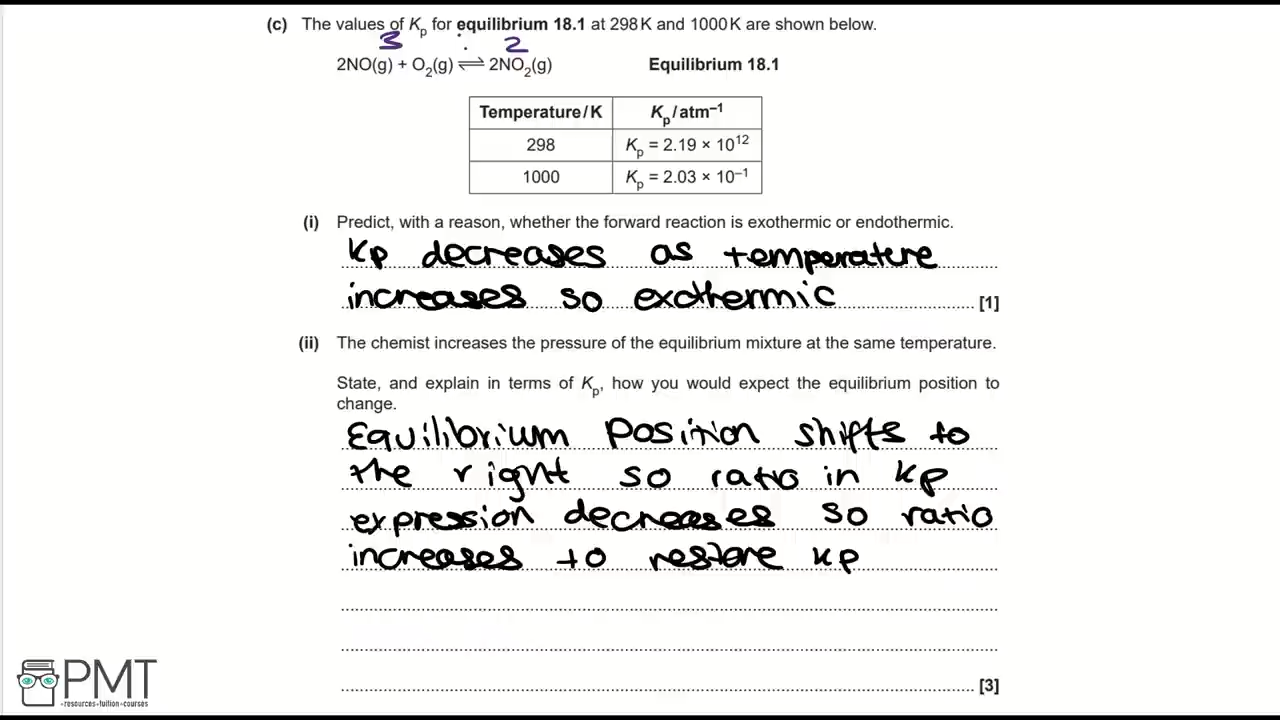 (c) The values of Kp for equilibrium 18.1 at 298 K and 1000 K are shown below.
3 2
2NO(g) + O2(g) ⇌ 2NO2(g) Equilibrium 18.1
Temperature/K Kp/atm⁻¹
298 Kp = 2.19 × 10¹²
1000 Kp = 2.03 × 10⁻¹
(i) Predict, with a reason, whether the forward reaction is exothermic or endothermic.
Kp decreases as temperature
increases so exothermic [1]
(ii) The chemist increases the pressure of the equilibrium mixture at the same temperature.
State, and explain in terms of Kp, how you would expect the equilibrium position to
change.
Equilibrium position shifts to
the right so ratio in Kp
expression decreases so ratio
increases to restore Kp
[3]
PMT
-resources-tuition-courses